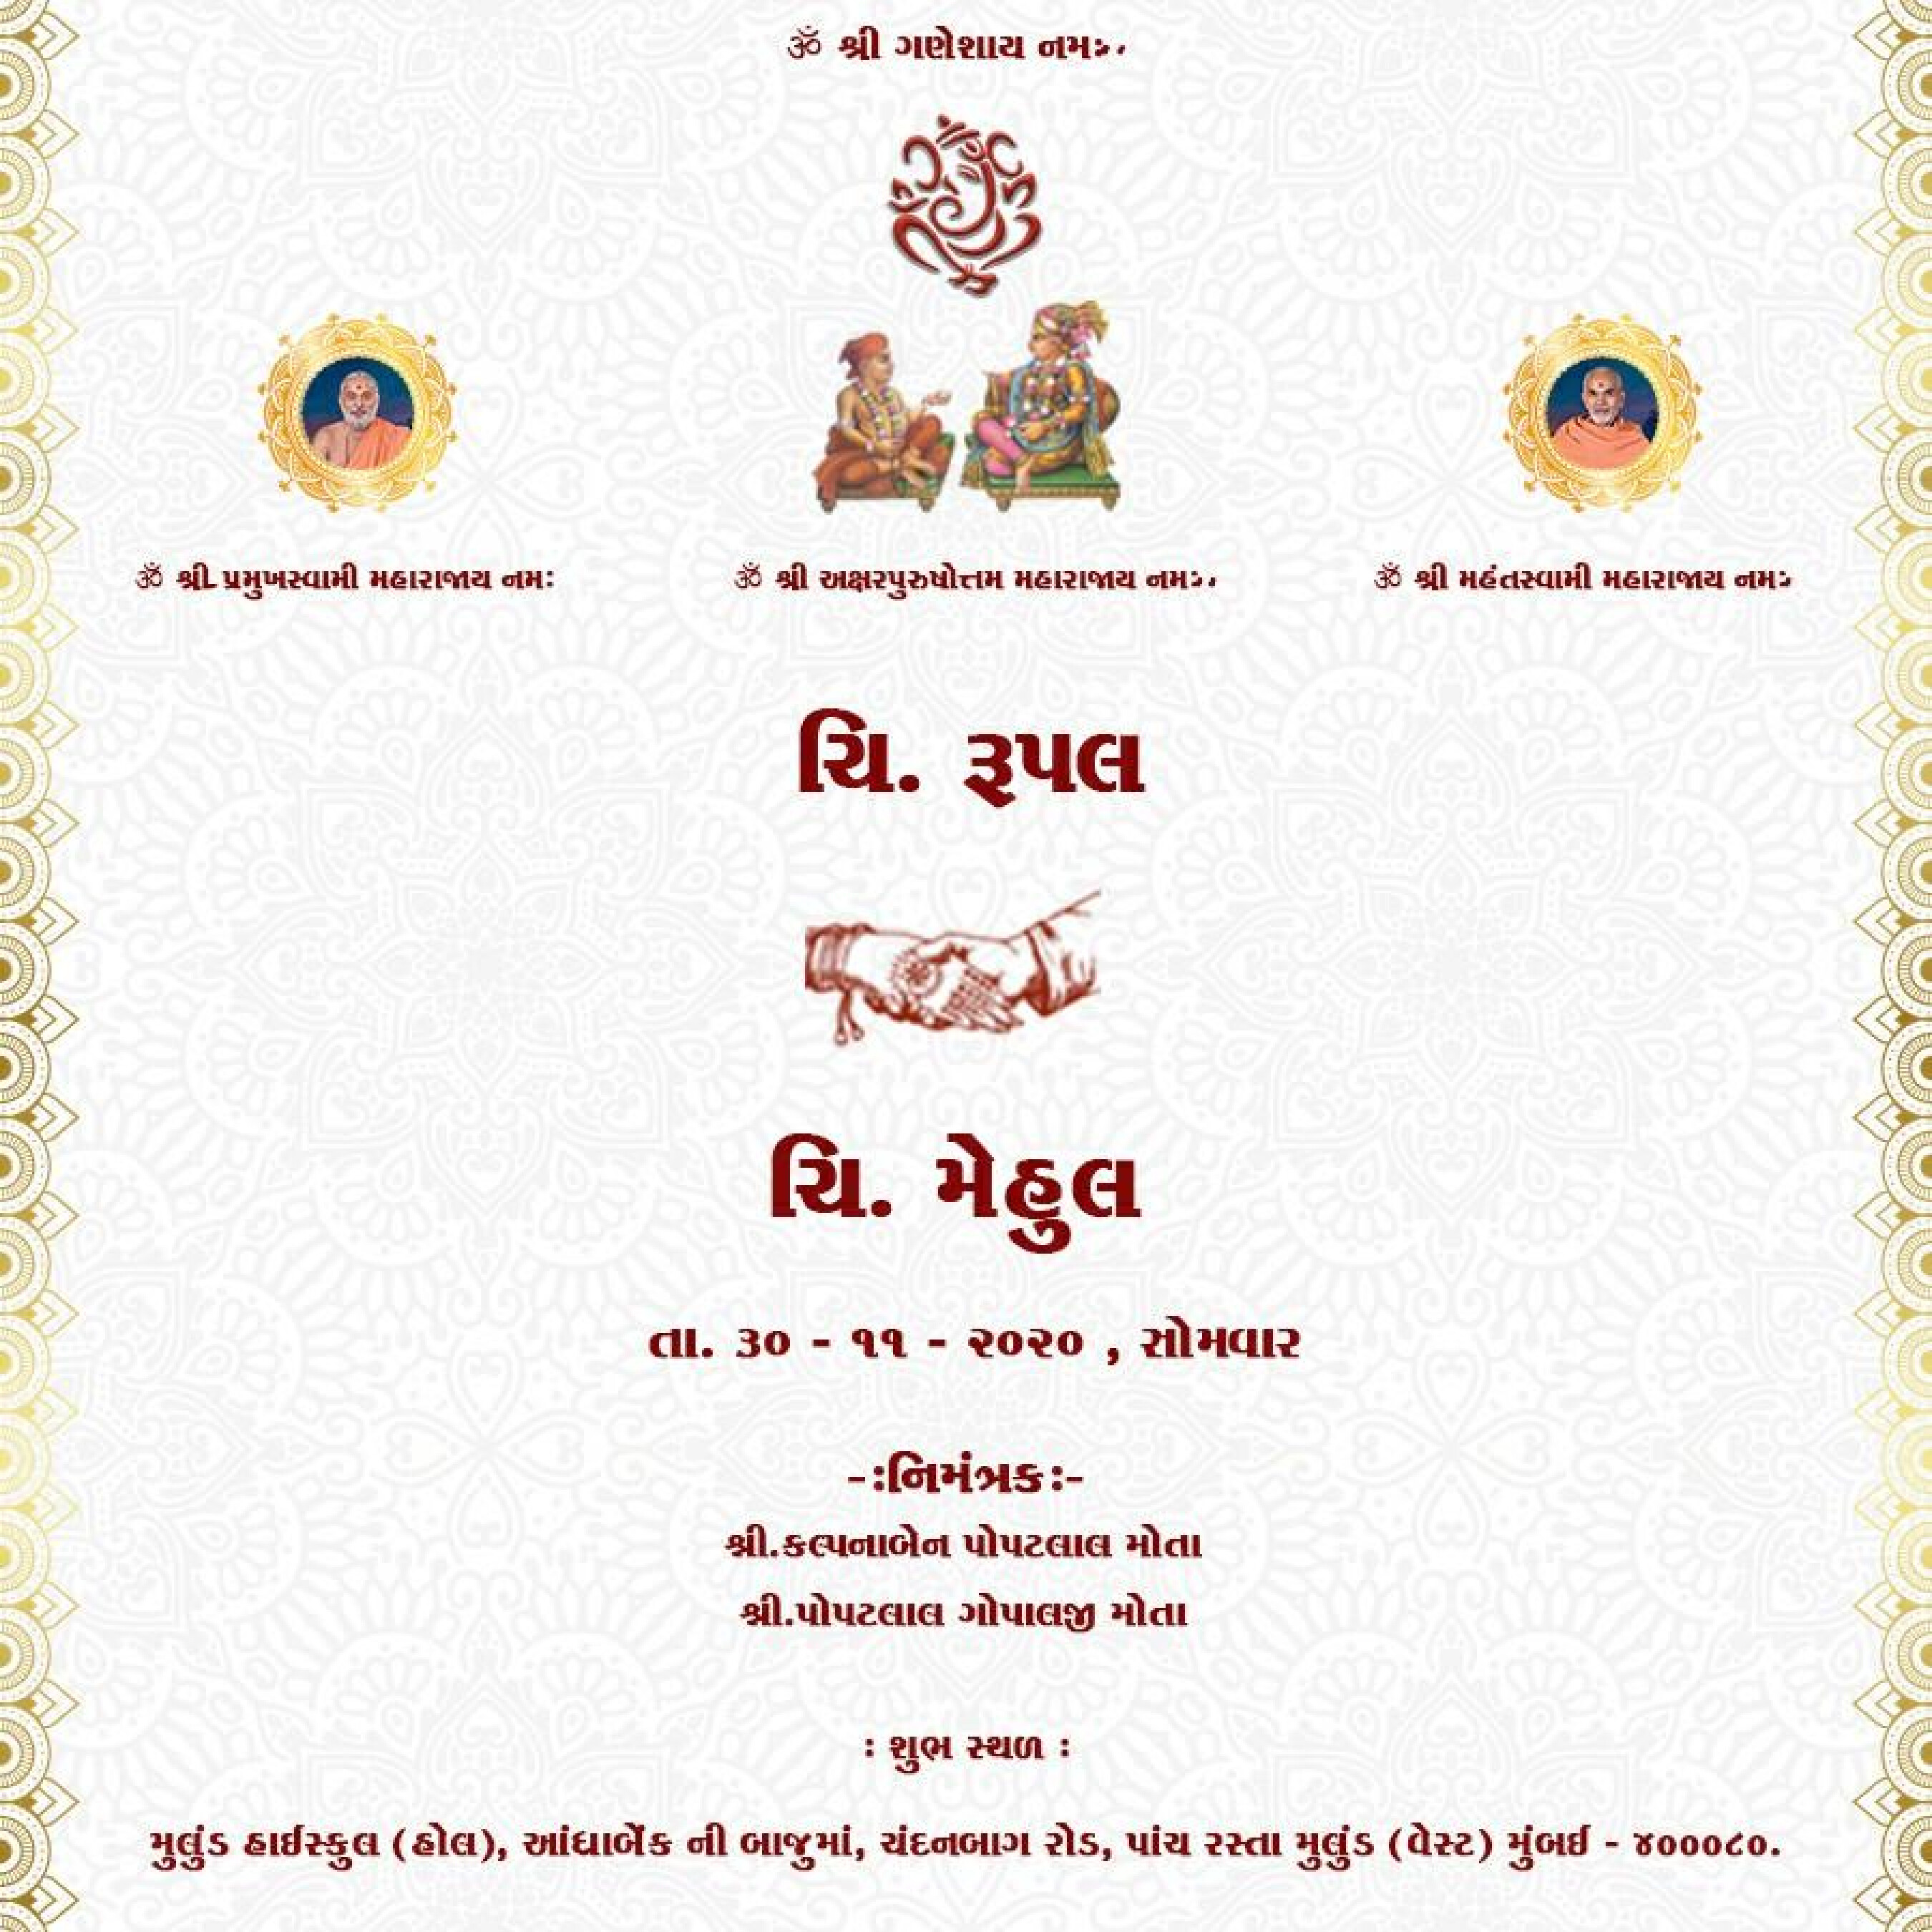 ॐ શ્રી ગણેશાય નમઃ
ॐ શ્રી પ્રમુખસ્વામી મહારાજાય નમઃ
ॐ શ્રી અક્ષરપુરુષોત્તમ મહારાજાય નમઃ
ॐ શ્રી મહંતસ્વામી મહારાજાય નમઃ
ચિ. રૂપલ
ચિ. મેહુલ
તા. ૩૦ - ૧૧ - ૨૦૨૦ , સોમવાર
-ઃનિમંત્રકઃ-
શ્રી.કલ્પનાબેન પોપટલાલ મોતા
શ્રી.પોપટલાલ ગોપાલજી મોતા
: શુભ સ્થળ :
મુલુંડ હાઈસ્કુલ (હોલ), આંધ્રાબેંક ની બાજુમાં, ચંદનબાગ રોડ, પાંચ રસ્તા મુલુંડ (વેસ્ટ) મુંબઈ - ૪૦૦૦૮૦.